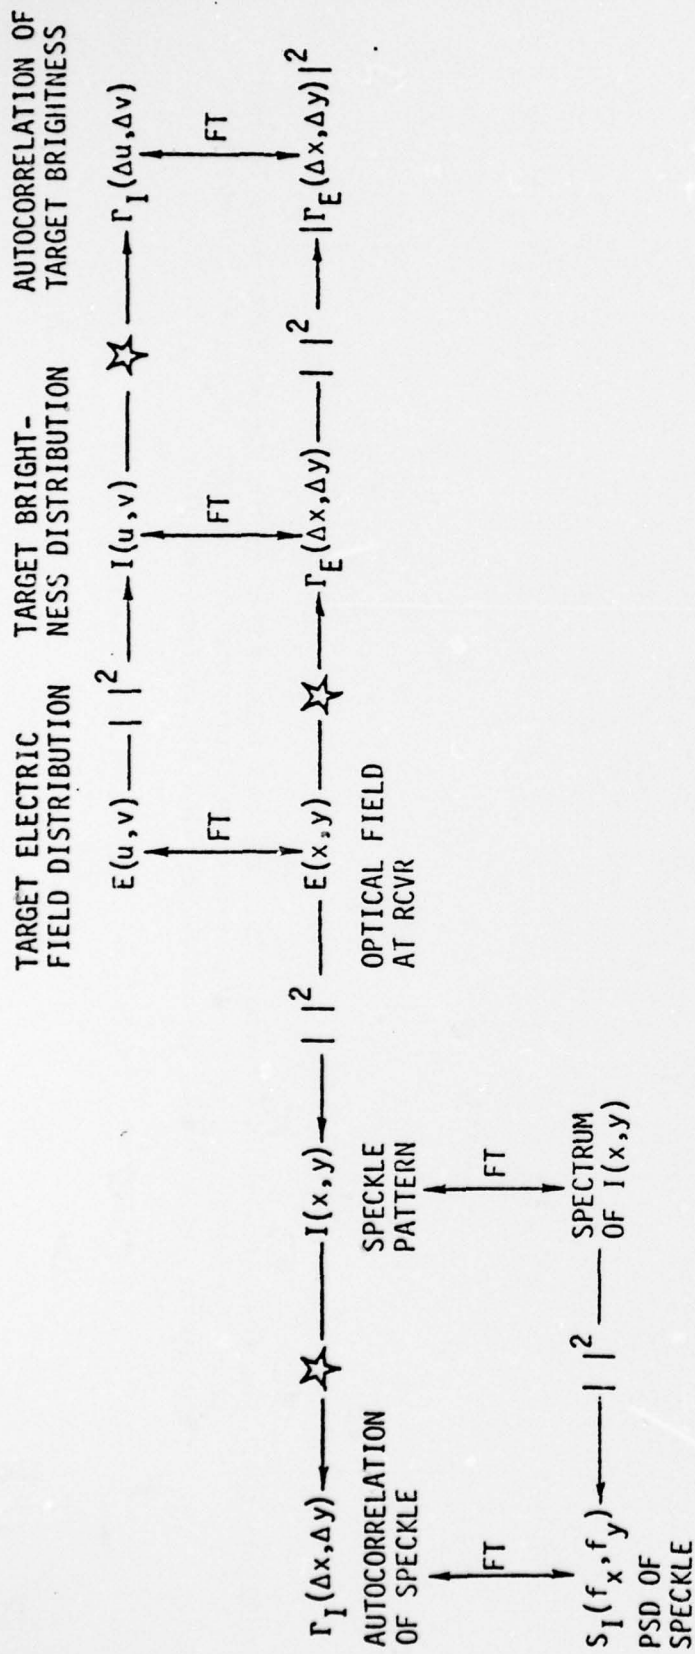 TARGET ELECTRIC
FIELD DISTRIBUTION
TARGET BRIGHT-
NESS DISTRIBUTION
AUTOCORRELATION OF
TARGET BRIGHTNESS
E(u,v) | |² I(u,v) ☆ Γ_I(Δu,Δv)
FT FT FT
Γ_I(Δx,Δy) ☆ I(x,y) | |² E(x,y) ☆ Γ_E(Δx,Δy) | |² |Γ_E(Δx,Δy)|²
AUTOCORRELATION
OF SPECKLE
SPECKLE
PATTERN
OPTICAL FIELD
AT RCVR
FT FT
S_I(f_x,f_y) | |² SPECTRUM
OF I(x,y)
PSD OF
SPECKLE